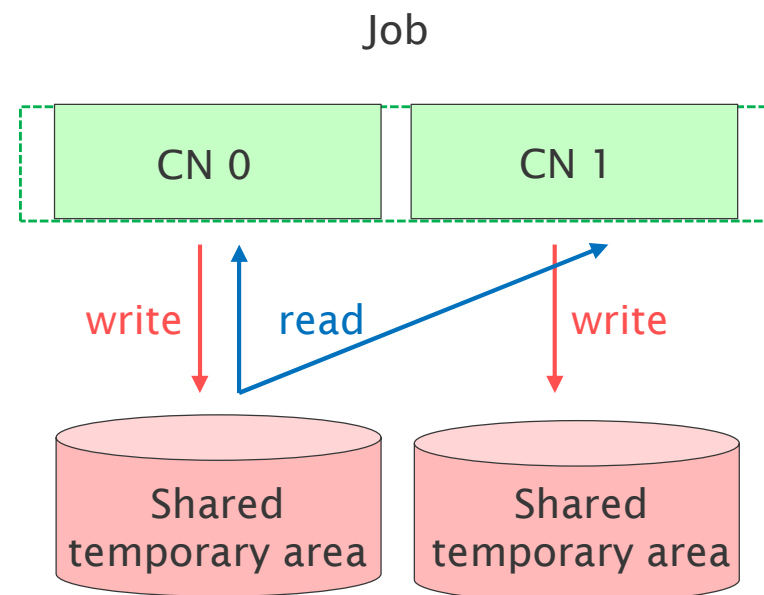 Job
CN 0
CN 1
write
read
write
Shared
temporary area
Shared
temporary area